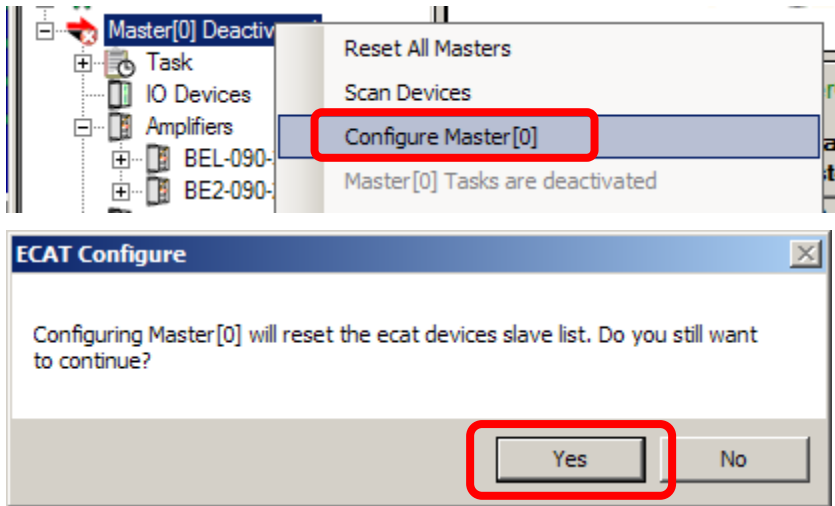 Master[0] Deactiv
Reset All Masters
Task
IO Devices
Scan Devices
Amplifiers
Configure Master[0]
BEL-090-
Master[0] Tasks are deactivated
BE2-090-
ECAT Configure
Configuring Master[0] will reset the ecat devices slave list. Do you still want
to continue?
Yes
No